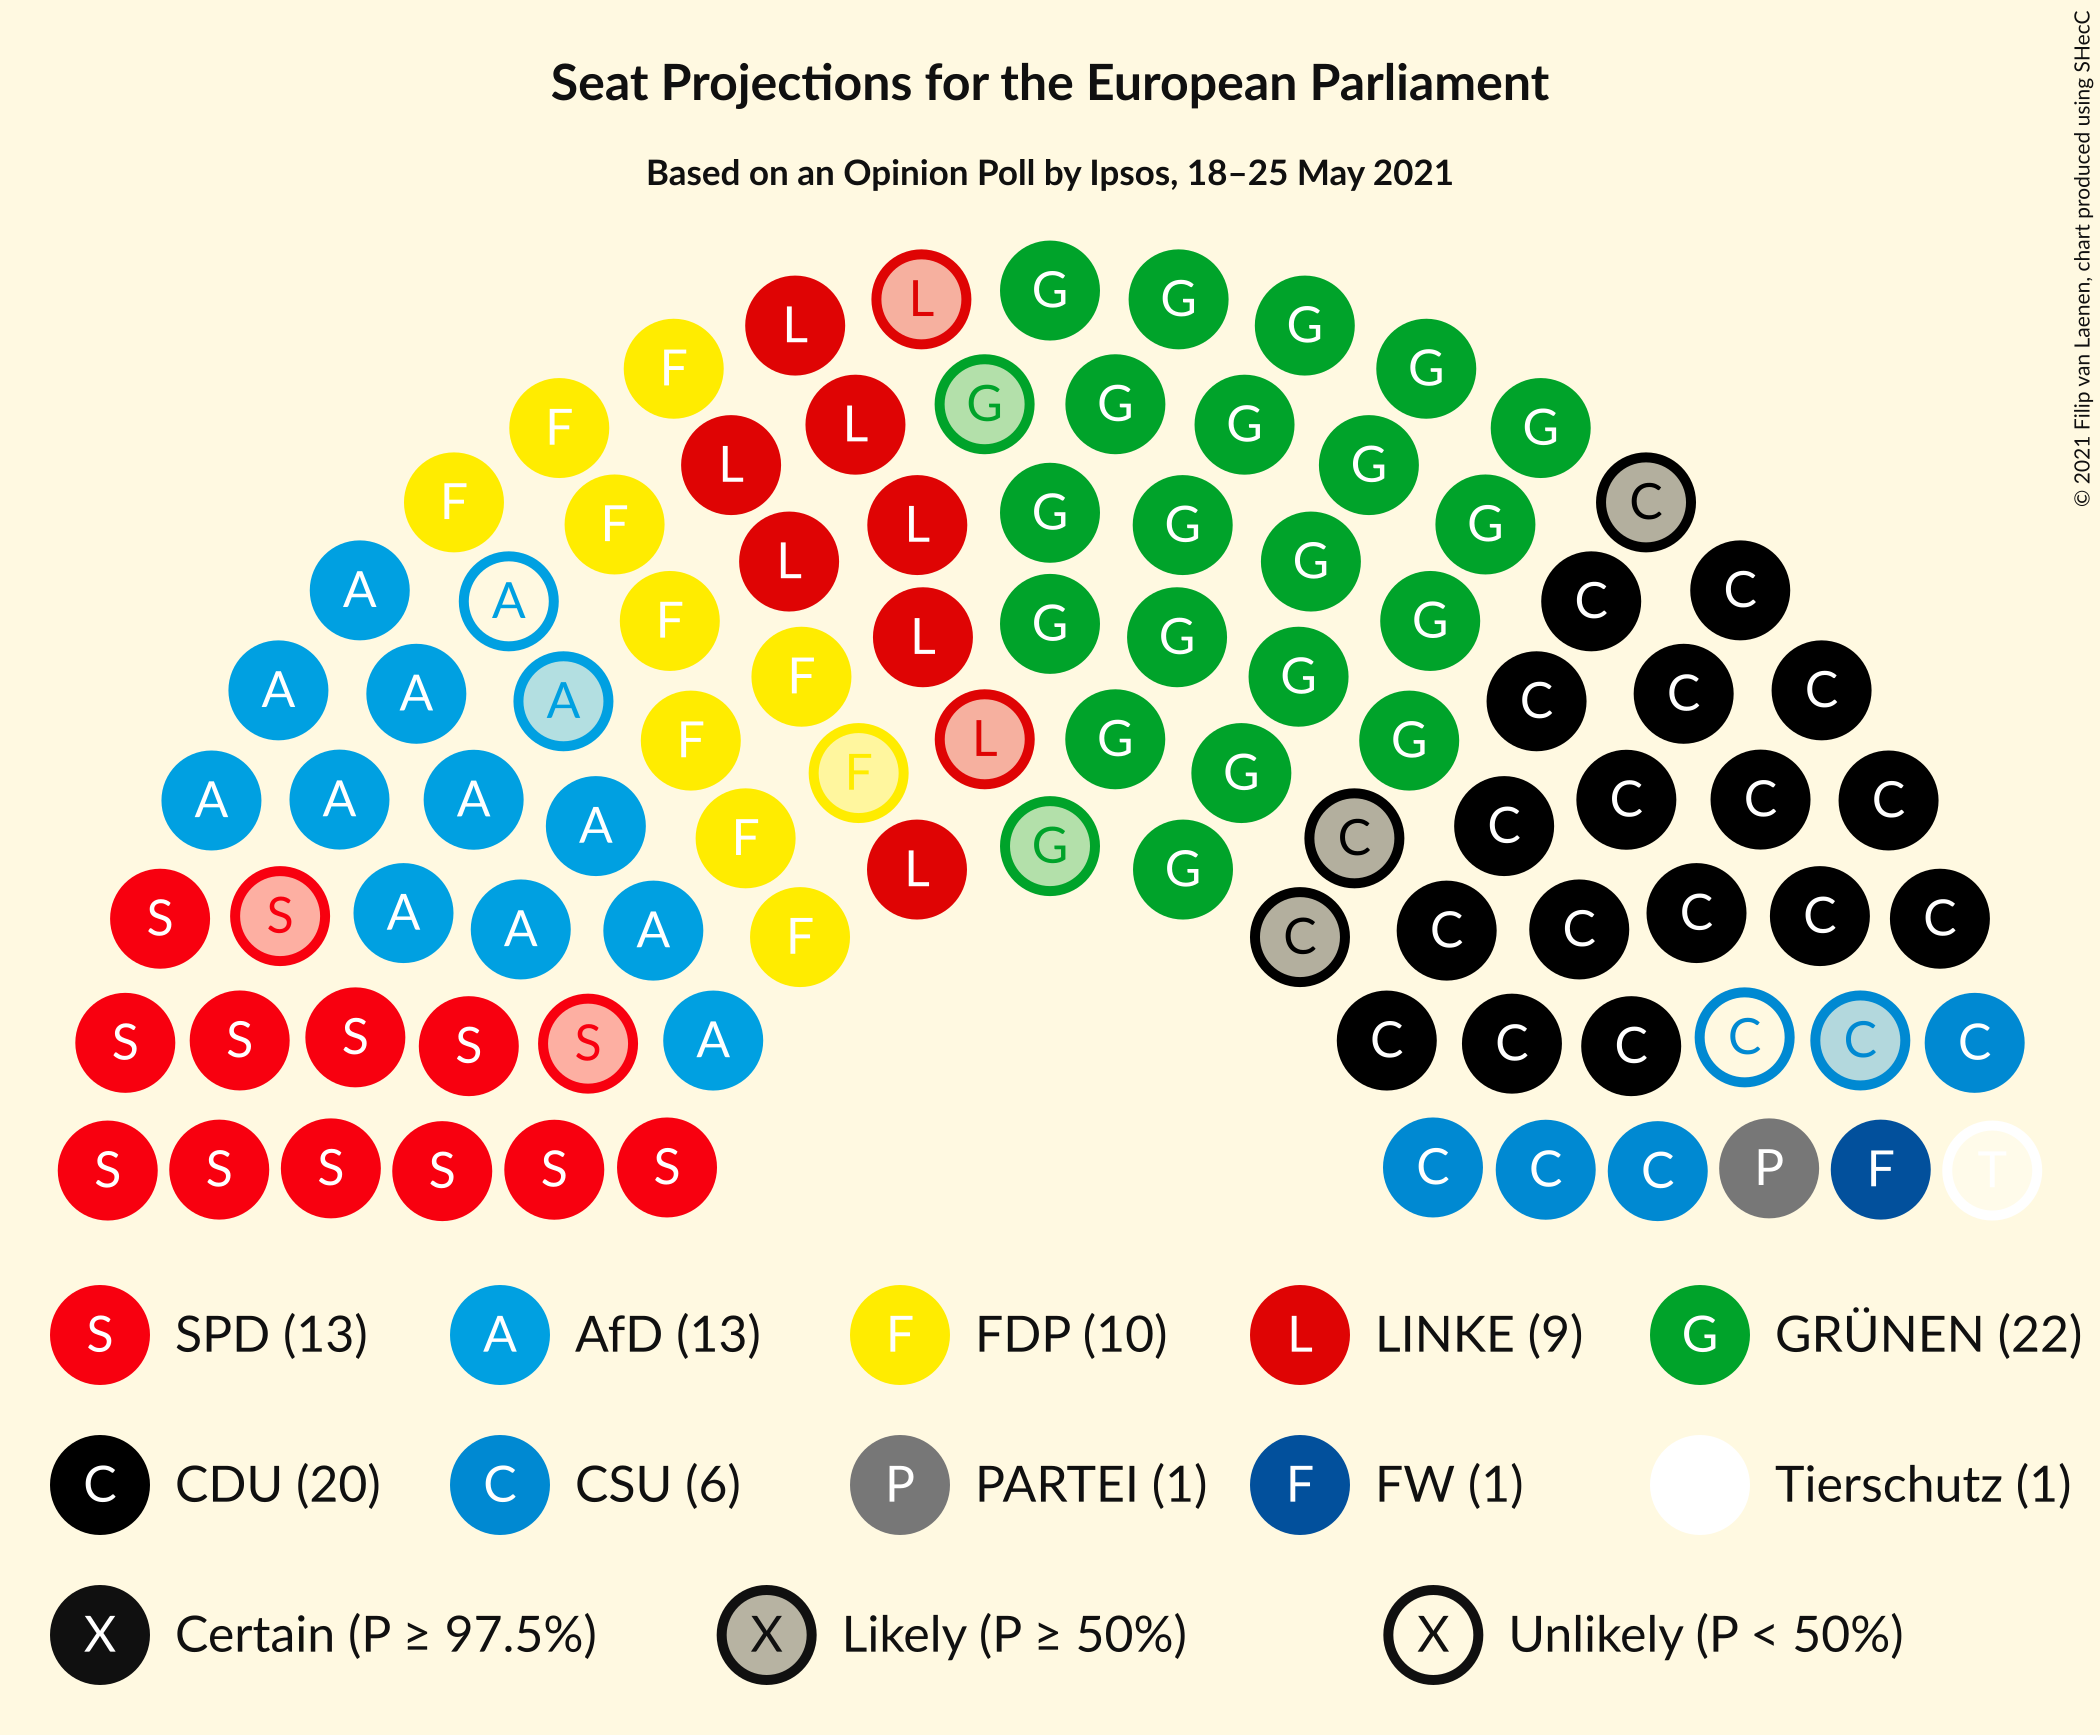 Seat Projections for the European Parliament
Based on an Opinion Poll by Ipsos, 18–25 May 2021
© 2021 Filip van Laenen, chart produced using SHecC
L G G G
L G
F G
G G
L G
F G
L G
F C
F L G G G
L G
A C
A F L G C
L G G
F G
A F G C
A A C C
A C
L G
F G
A A A F G C C C
A C
F C
G
L G
S S A C C C
A A C C
F C
S S S S S A C C C C C C
S S S S S S C C C P F T
S SPD (13) A AfD (13) F FDP (10) L LINKE (9) G GRÜNEN (22)
C CDU (20) C CSU (6) P PARTEI (1) F FW (1) Tierschutz (1)
X Certain (P ≥ 97.5%) X Likely (P ≥ 50%) X Unlikely (P < 50%)